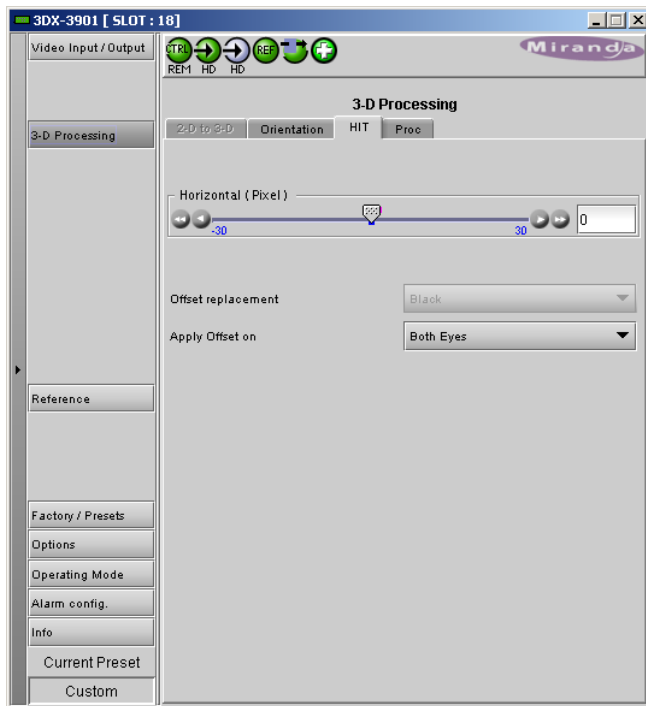 3DX-3901 [ SLOT : 18]
Video Input / Output
CTRL
REF
REM HD HD
Miranda
3-D Processing
3-D Processing
2-D to 3-D Orientation HIT Proc
Horizontal ( Pixel )
-30 30 0
Offset replacement Black
Apply Offset on Both Eyes
Reference
Factory / Presets
Options
Operating Mode
Alarm config.
Info
Current Preset
Custom